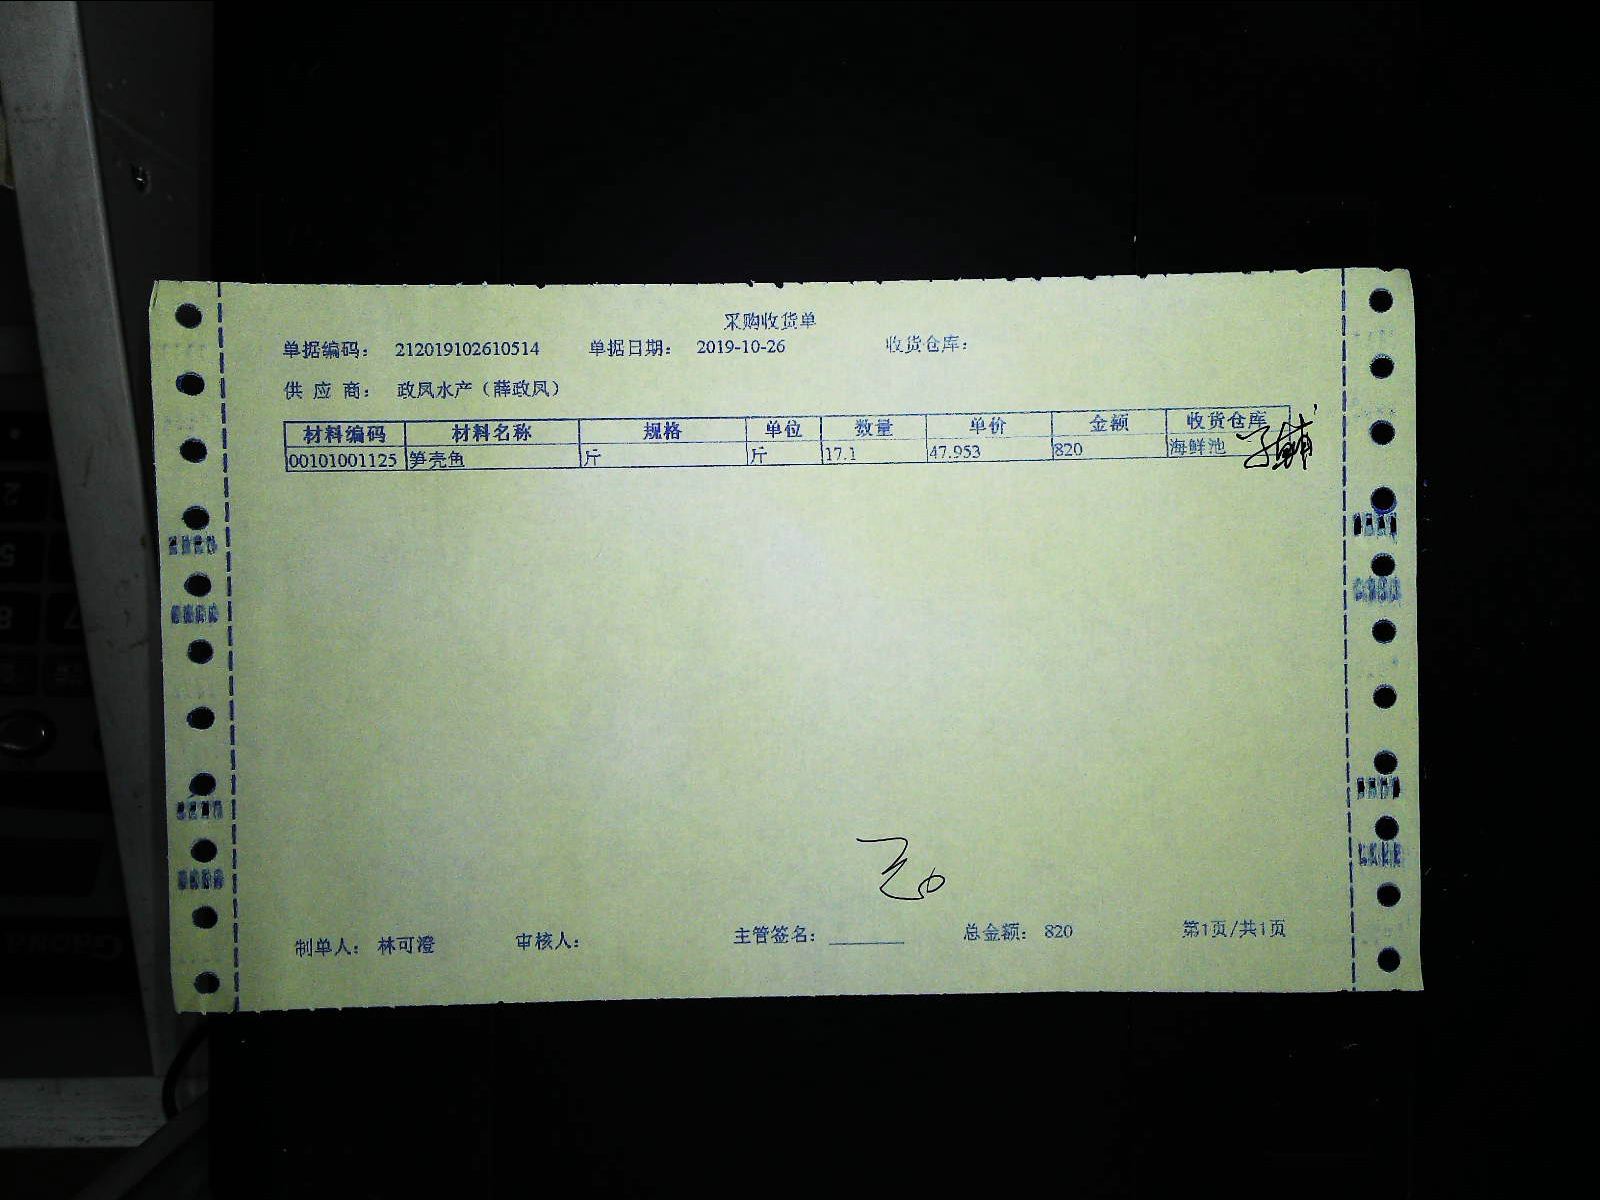 采购收货单
单据编码： 212019102610514 单据日期： 2019-10-26 收货仓库：
供 应 商： 政凤水产（薛政凤）
材料编码 材料名称 规格 单位 数量 单价 金额 收货仓库
00101001125 笋壳鱼 斤 斤 17.1 47.953 820 海鲜池
制单人： 林可澄 审核人： 主管签名： ________ 总金额： 820 第1页/共1页